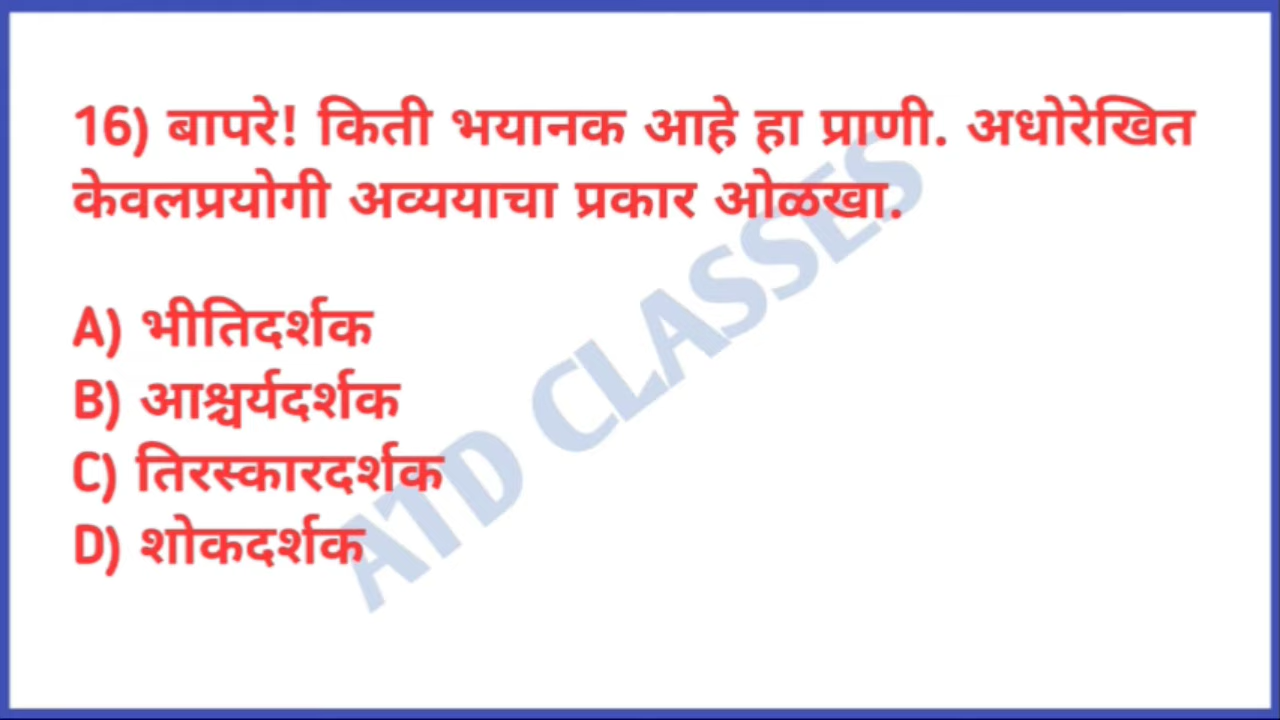 16) बापरे! किती भयानक आहे हा प्राणी. अधोरेखित
केवलप्रयोगी अव्ययाचा प्रकार ओळखा.
A) भीतिदर्शक
B) आश्चर्यदर्शक
C) तिरस्कारदर्शक
D) शोकदर्शक
ATD CLASSES